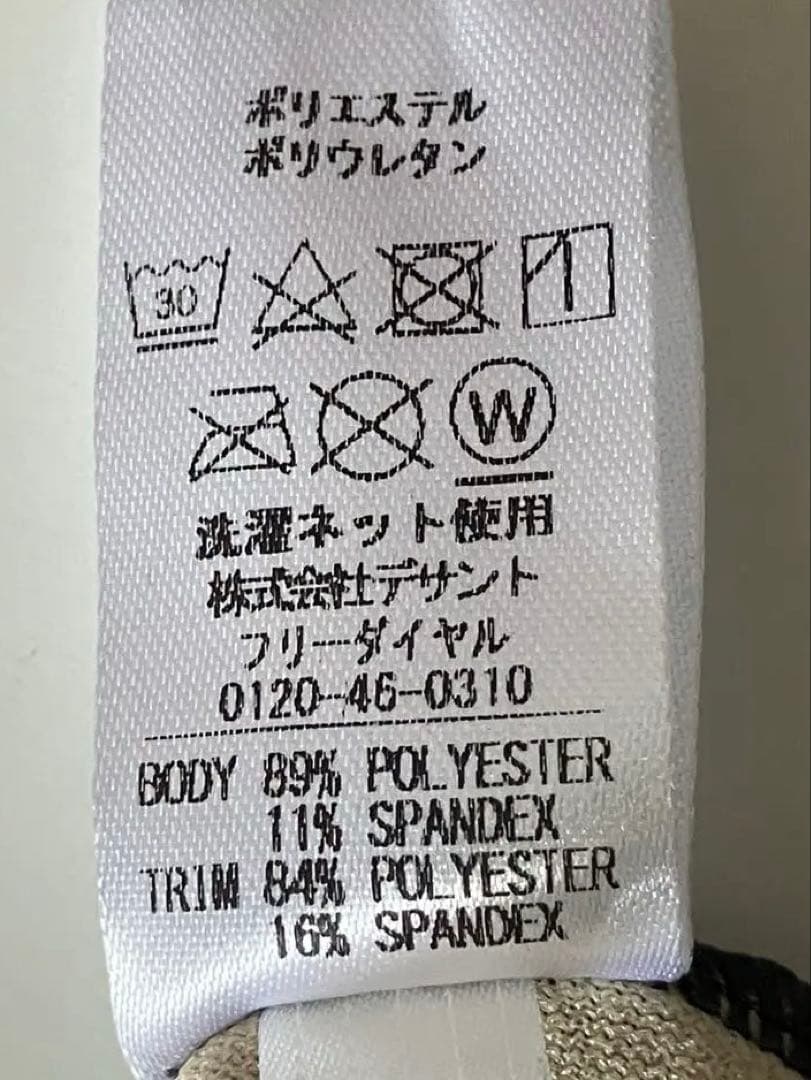 ポリエステル
ポリウレタン
30
W
洗濯ネット使用
株式会社デサント
フリーダイヤル
0120-46-0310
BODY 89% POLYESTER
11% SPANDEX
TRIM 84% POLYESTER
16% SPANDEX